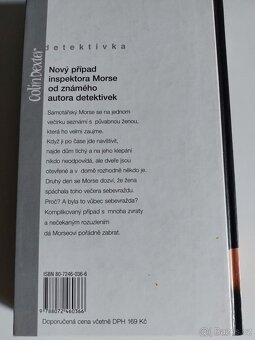 detektivka
Colin Dexter
Nový případ
inspektora Morse
od známého
autora detektivek
Samotářský Morse se na jednom
večírku seznámí s půvabnou ženou,
která ho velmi zaujme.
Když ji po čase jde navštívit,
najde dům tichý a na jeho klepání
nikdo neodpovídá, ale dveře jsou
otevřené a v domě rozhodně někdo je.
Druhý den se Morse dozví, že žena
spáchala toho večera sebevraždu.
Proč? A byla to vůbec sebevražda?
Komplikovaný případ s mnoha zvraty
a nečekaným rozuzlením
dá Morseovi pořádně zabrat.
ISBN 80-7246-036-6
9788072460366
Doporučená cena včetně DPH 169 Kč